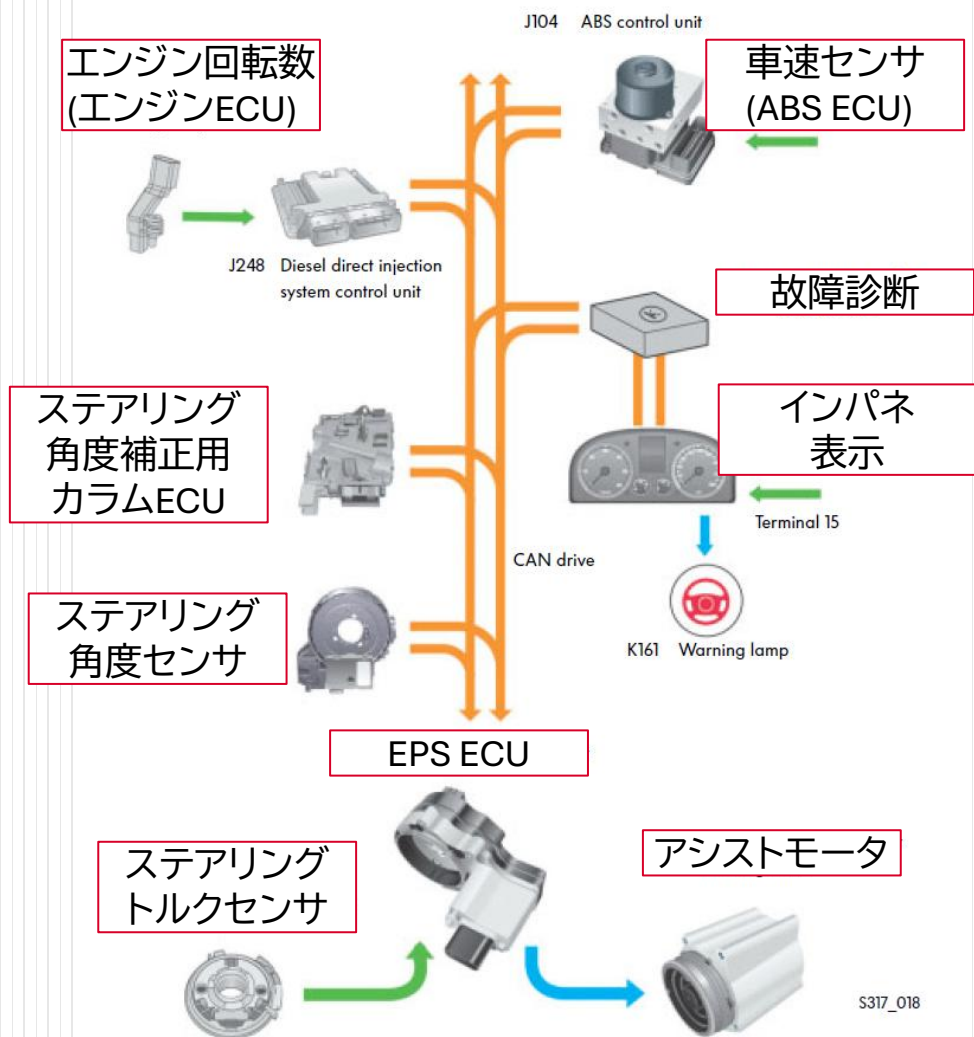 J104 ABS control unit
エンジン回転数
(エンジンECU)
車速センサ
(ABS ECU)
J248 Diesel direct injection
system control unit
故障診断
ステアリング
角度補正用
カラムECU
インパネ
表示
Terminal 15
CAN drive
ステアリング
角度センサ
K161 Warning lamp
EPS ECU
ステアリング
トルクセンサ
アシストモータ
S317_018